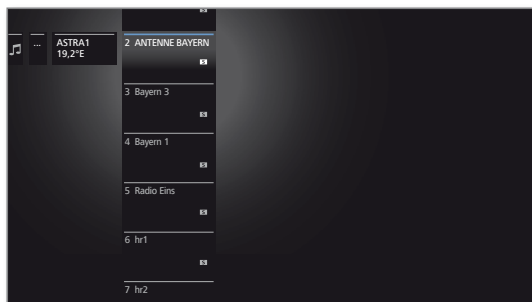 S
...
ASTRA1
19,2°E
2 ANTENNE BAYERN
S
3 Bayern 3
S
4 Bayern 1
S
5 Radio Eins
S
6 hr1
S
7 hr2